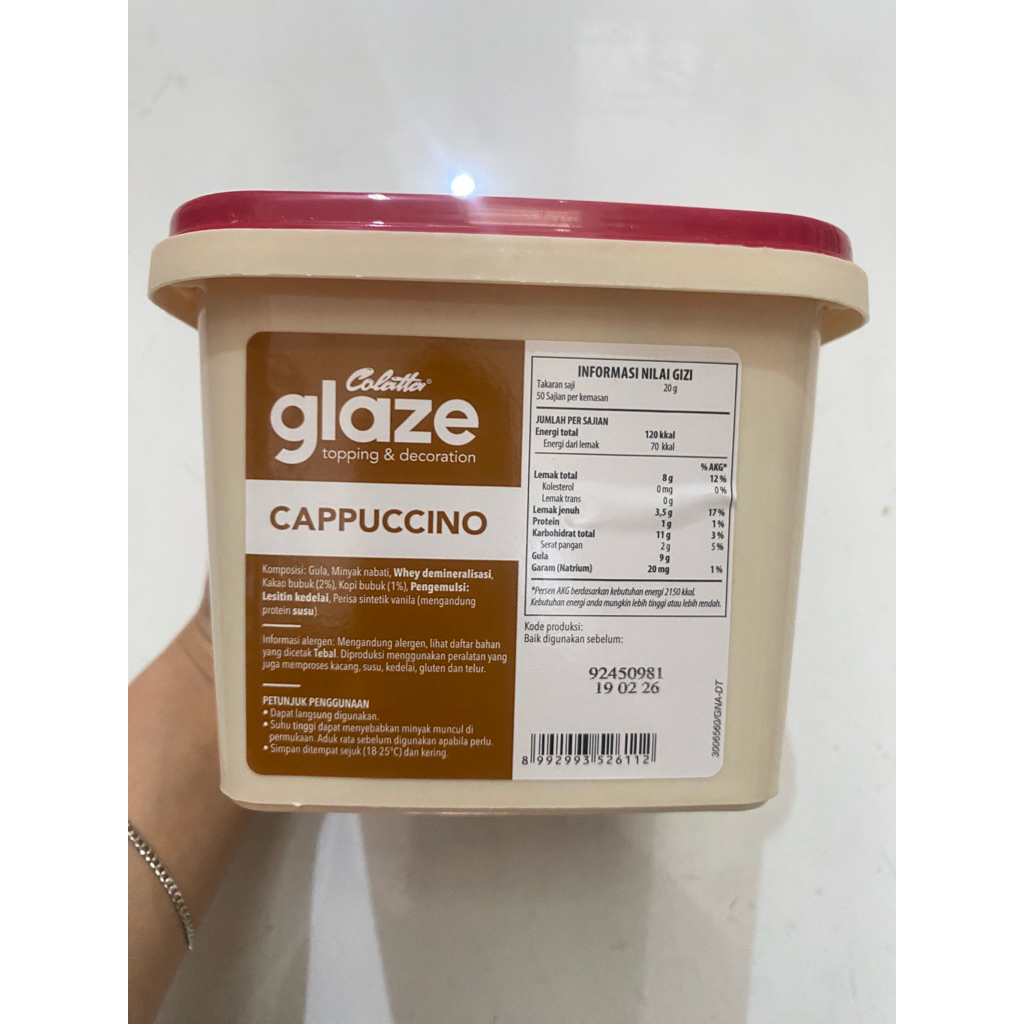 Colatta®
glaze
topping & decoration
CAPPUCCINO
Komposisi: Gula, Minyak nabati, Whey demineralisasi,
Kakao bubuk (2%), Kopi bubuk (1%), Pengemulsi:
Lesitin kedelai, Perisa sintetik vanila (mengandung
protein susu).
Informasi alergen: Mengandung alergen, lihat daftar bahan
yang dicetak Tebal. Diproduksi menggunakan peralatan yang
juga memproses kacang, susu, kedelai, gluten dan telur.
PETUNJUK PENGGUNAAN
• Dapat langsung digunakan.
• Suhu tinggi dapat menyebabkan minyak muncul di
permukaan. Aduk rata sebelum digunakan apabila perlu.
• Simpan ditempat sejuk (18-25°C) dan kering.
INFORMASI NILAI GIZI
Takaran saji 20 g
50 Sajian per kemasan
JUMLAH PER SAJIAN
Energi total 120 kkal
Energi dari lemak 70 kkal
% AKG*
Lemak total 8 g 12 %
Kolesterol 0 mg 0 %
Lemak trans 0 g
Lemak jenuh 3,5 g 17 %
Protein 1 g 1 %
Karbohidrat total 11 g 3 %
Serat pangan 2 g 5 %
Gula 9 g
Garam (Natrium) 20 mg 1 %
*Persen AKG berdasarkan kebutuhan energi 2150 kkal.
Kebutuhan energi anda mungkin lebih tinggi atau lebih rendah.
Kode produksi:
Baik digunakan sebelum:
92450981
19 02 26
8 992993 526112
3006560/GNA-DT